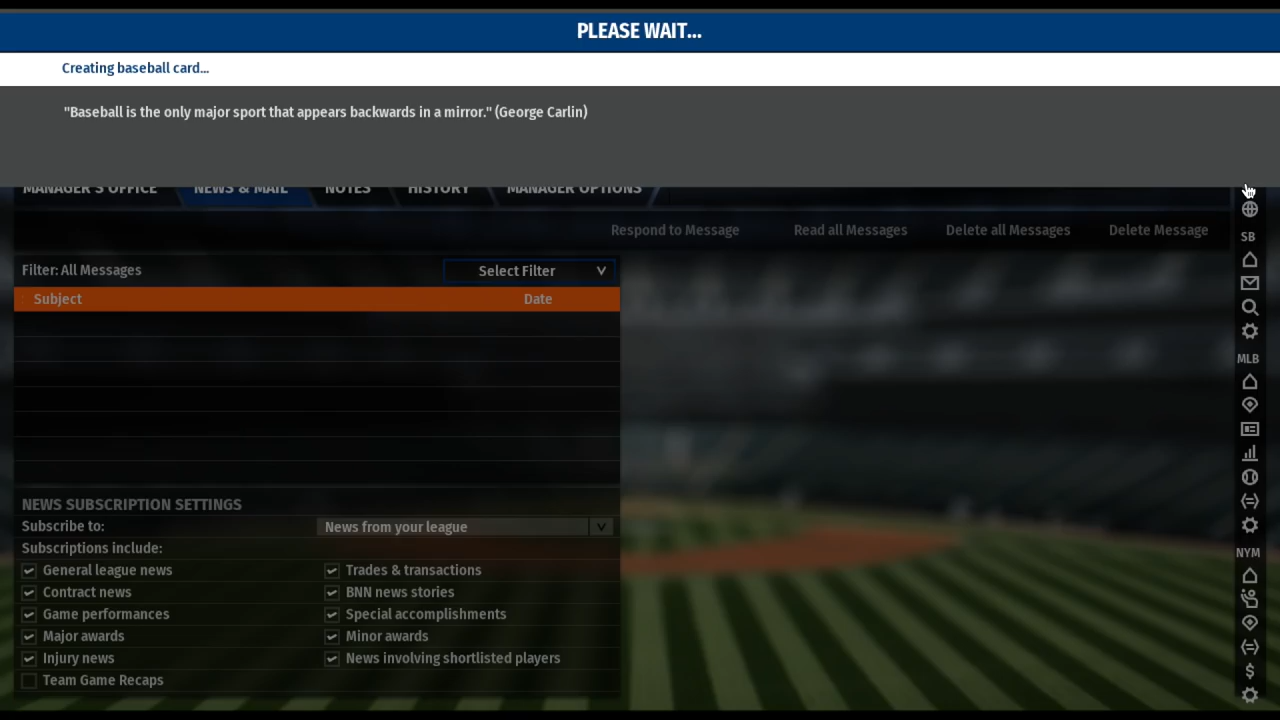 PLEASE WAIT...
Creating baseball card...
"Baseball is the only major sport that appears backwards in a mirror." (George Carlin)
MANAGER'S OFFICE NEWS & MAIL NOTES HISTORY MANAGER OPTIONS
Respond to Message Read all Messages Delete all Messages Delete Message
SB
Filter: All Messages Select Filter
Subject Date
MLB
NEWS SUBSCRIPTION SETTINGS
Subscribe to: News from your league
Subscriptions include:
NYM
General league news Trades & transactions
Contract news BNN news stories
Game performances Special accomplishments
Major awards Minor awards
Injury news News involving shortlisted players
$
Team Game Recaps